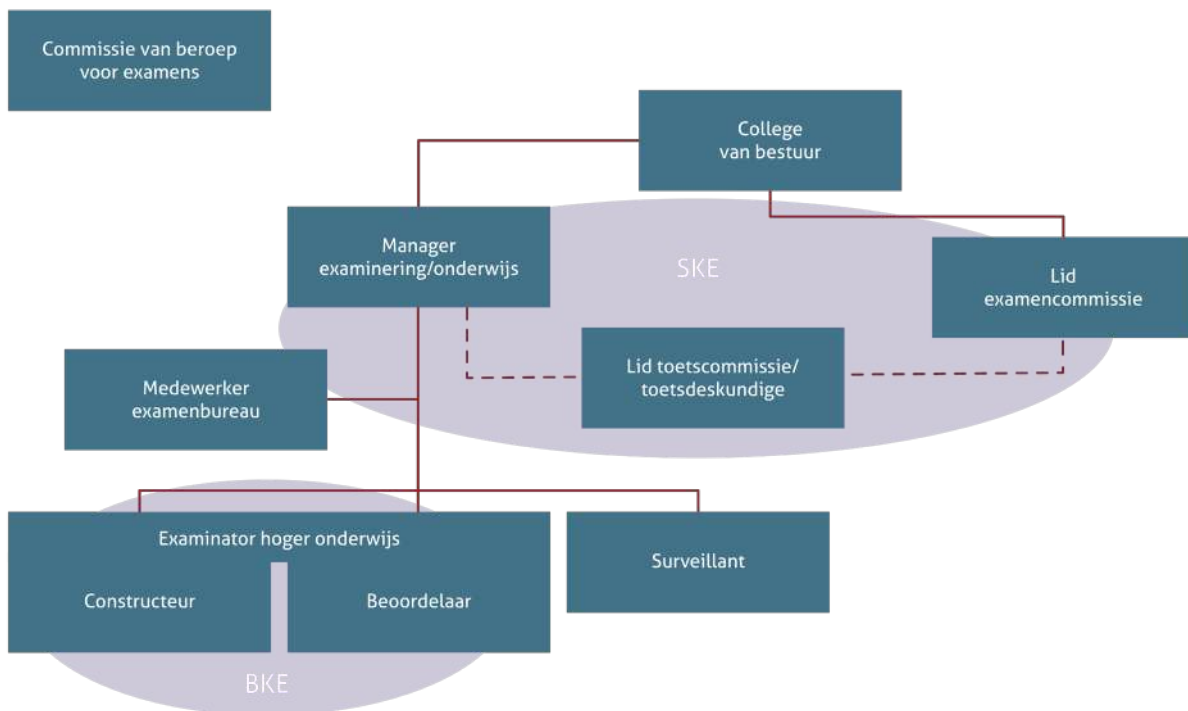 Commissie van beroep
voor examens
College
van bestuur
Manager
examinering/onderwijs
SKE
Lid
examencommissie
Lid toetscommissie/
toetsdeskundige
Medewerker
examenbureau
Examinator hoger onderwijs
Constructeur
Beoordelaar
Surveillant
BKE